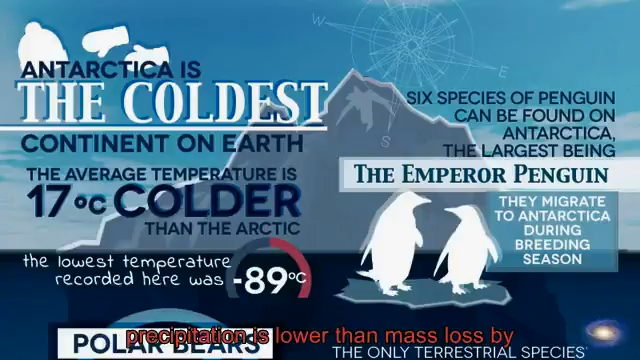 ANTARCTICA IS
THE COLDEST
CONTINENT ON EARTH
THE AVERAGE TEMPERATURE IS
17°C COLDER
THAN THE ARCTIC
the lowest temperature
recorded here was -89°C
W
E
S
SIX SPECIES OF PENGUIN
CAN BE FOUND ON
ANTARCTICA,
THE LARGEST BEING
THE EMPEROR PENGUIN
THEY MIGRATE
TO ANTARCTICA
DURING
BREEDING
SEASON
precipitation is lower than mass loss by
POLAR BEARS
THE ONLY TERRESTRIAL SPECIES